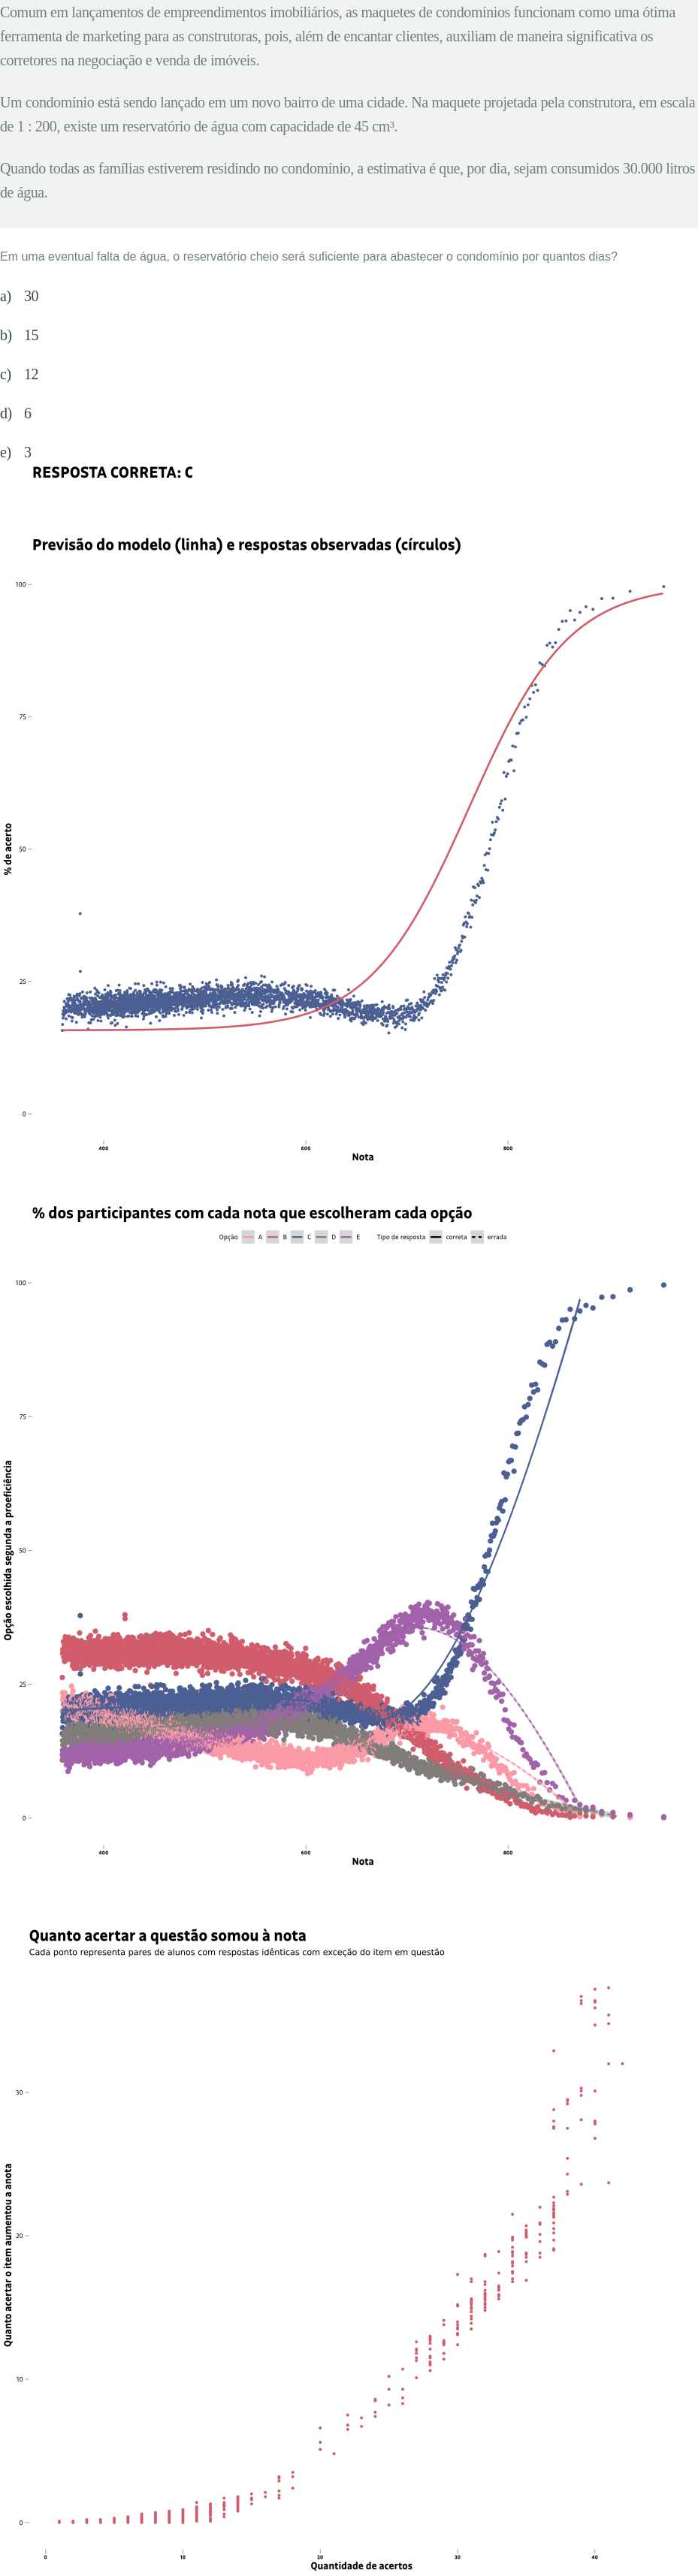 Comum em lançamentos de empreendimentos imobiliários, as maquetes de condomínios funcionam como uma ótima
ferramenta de marketing para as construtoras, pois, além de encantar clientes, auxiliam de maneira significativa os
corretores na negociação e venda de imóveis.
Um condomínio está sendo lançado em um novo bairro de uma cidade. Na maquete projetada pela construtora, em escala
de 1 : 200, existe um reservatório de água com capacidade de 45 cm³.
Quando todas as famílias estiverem residindo no condomínio, a estimativa é que, por dia, sejam consumidos 30.000 litros
de água.
Em uma eventual falta de água, o reservatório cheio será suficiente para abastecer o condomínio por quantos dias?
a) 30
b) 15
c) 12
d) 6
e) 3
RESPOSTA CORRETA: C
Previsão do modelo (linha) e respostas observadas (círculos)
100
75
50
25
0
% de acerto
400 600 800
Nota
% dos participantes com cada nota que escolheram cada opção
Opção A B C D E Tipo de resposta correta errada
100
75
50
25
0
Opção escolhida segunda a proeficiência
400 600 800
Nota
Quanto acertar a questão somou à nota
Cada ponto representa pares de alunos com respostas idênticas com exceção do item em questão
30
20
10
0
Quanto acertar o item aumentou a anota
0 10 20 30 40
Quantidade de acertos